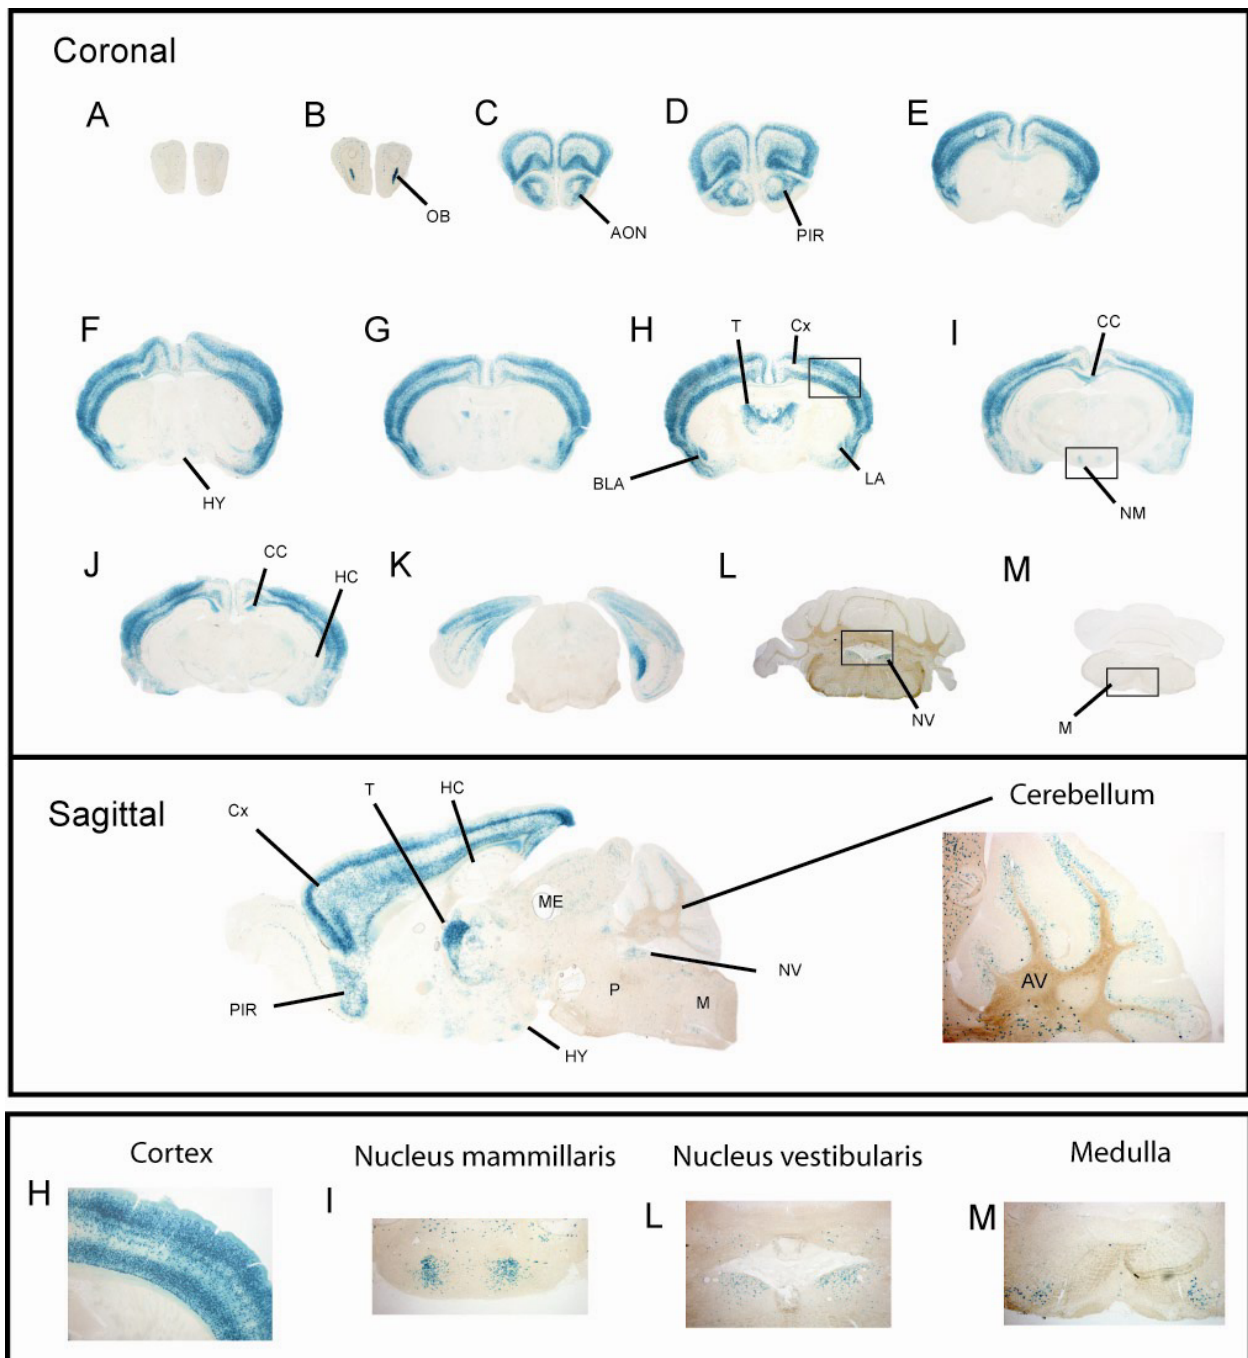 Coronal
A
B
C
D
E
OB
AON
PIR
F
G
H
T
Cx
I
CC
HY
BLA
LA
NM
J
CC
HC
K
L
M
NV
M
Sagittal
Cx
T
HC
Cerebellum
ME
PIR
P
NV
M
HY
AV
Cortex
Nucleus mammillaris
Nucleus vestibularis
Medulla
H
I
L
M